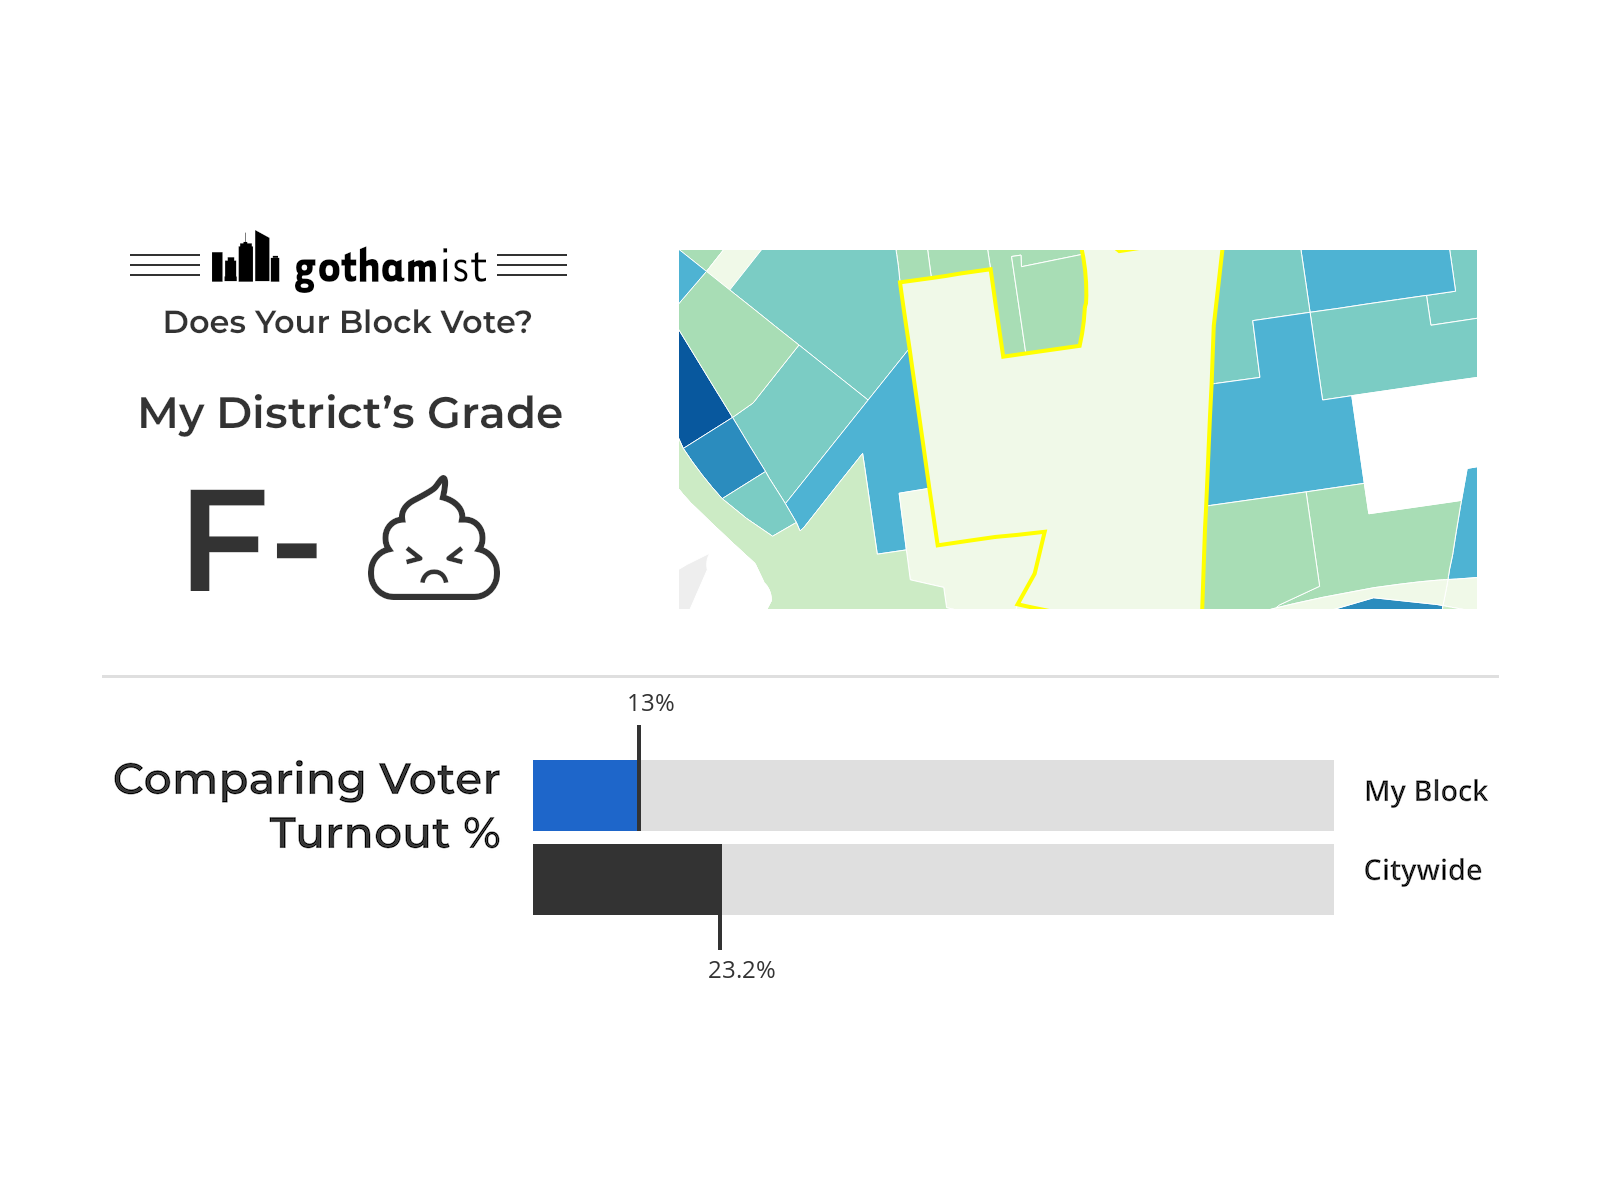 gothamist
Does Your Block Vote?
My District’s Grade
F-
13%
Comparing Voter
Turnout %
My Block
Citywide
23.2%